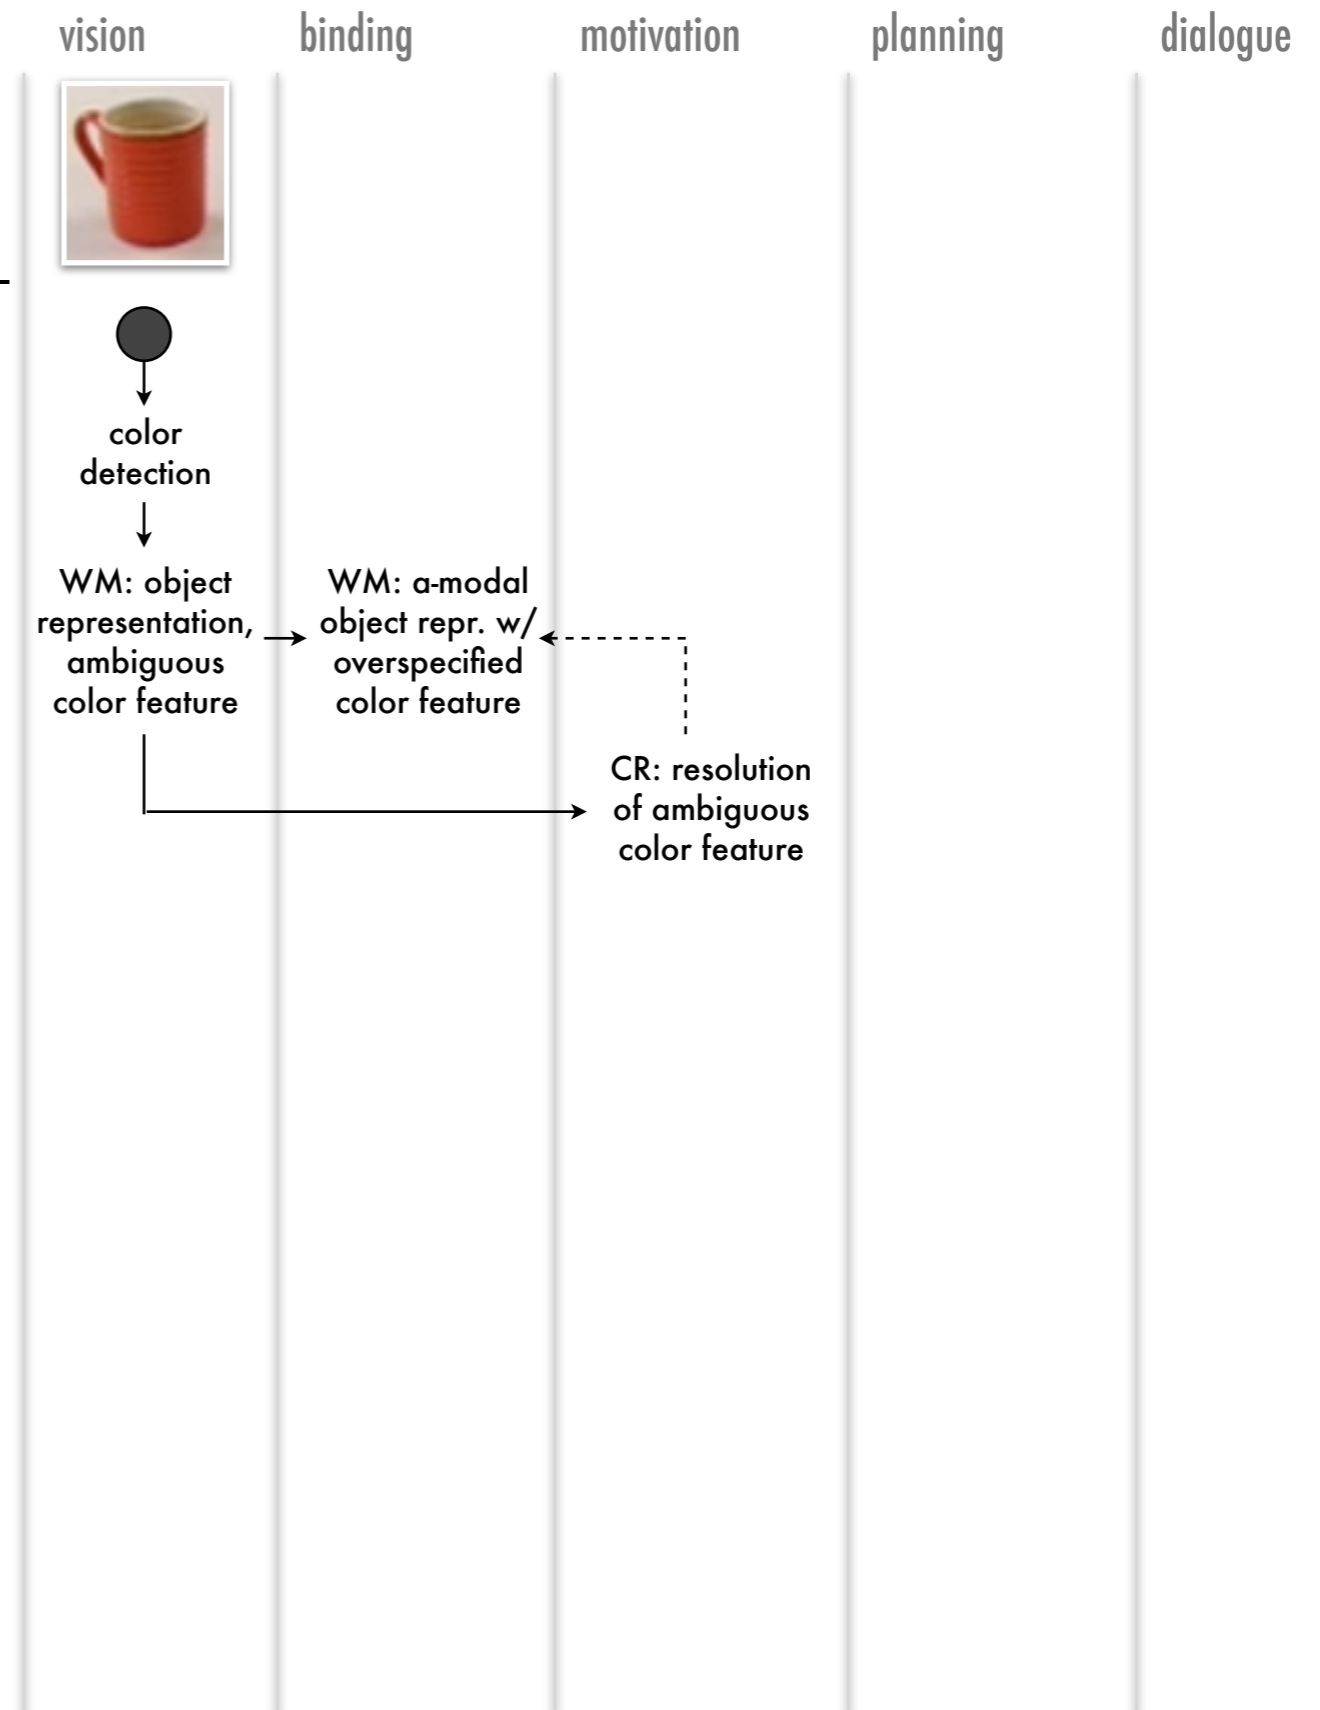 vision
binding
motivation
planning
dialogue
color
detection
WM: object
representation,
ambiguous
color feature
WM: a-modal
object repr. w/
overspecified
color feature
CR: resolution
of ambiguous
color feature